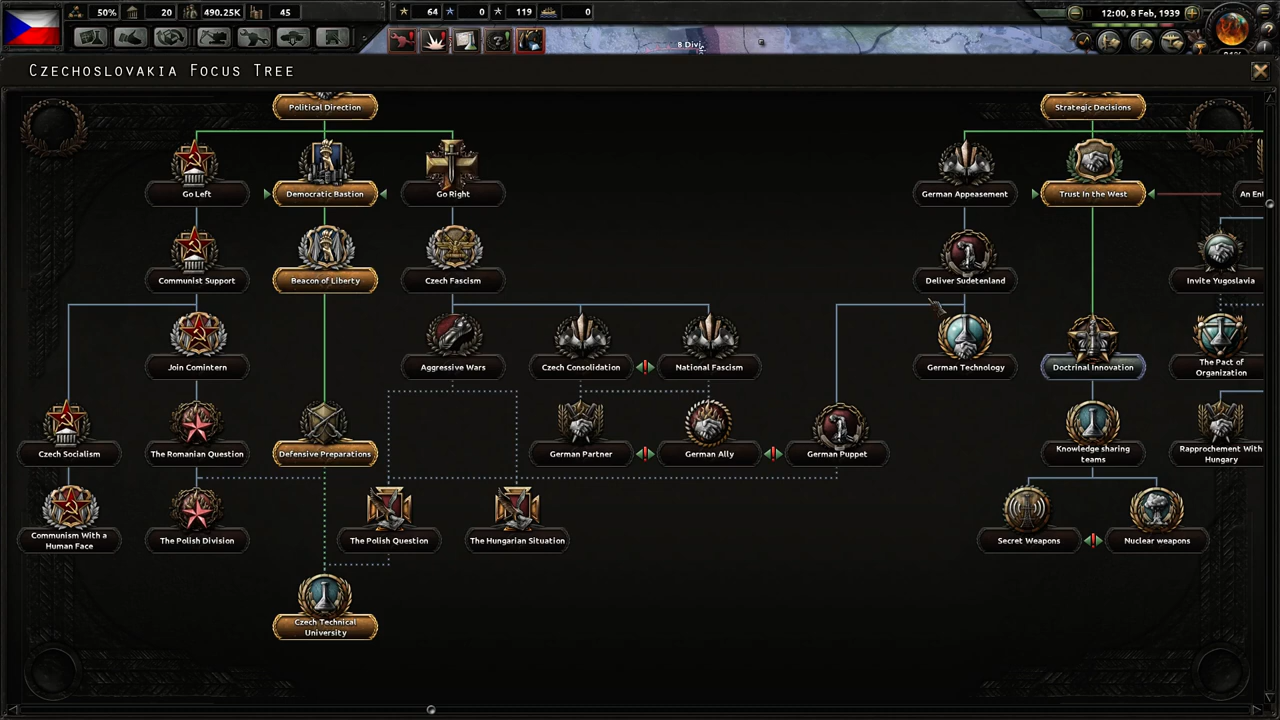 50%
20
490.25K
45
64
0
119
0
12:00, 8 Feb, 1939
8 Divi
Czechoslovakia Focus Tree
Political Direction
Strategic Decisions
Go Left
Democratic Bastion
Go Right
German Appeasement
Trust In the West
An Ent
Communist Support
Beacon of Liberty
Czech Fascism
Deliver Sudetenland
Invite Yugoslavia
Join Comintern
Aggressive Wars
Czech Consolidation
National Fascism
German Technology
Doctrinal Innovation
The Pact of
Organization
Czech Socialism
The Romanian Question
Defensive Preparations
German Partner
German Ally
German Puppet
Knowledge sharing
teams
Rapprochement With
Hungary
Communism With a
Human Face
The Polish Division
The Polish Question
The Hungarian Situation
Secret Weapons
Nuclear weapons
Czech Technical
University